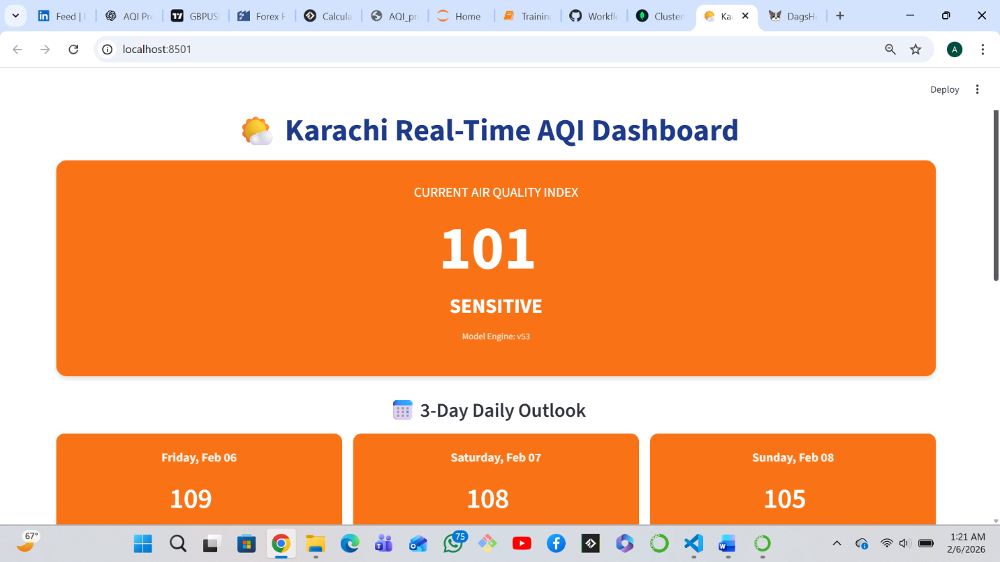 Feed | L
AQI Pre
GBPUS
Forex F
Calcula
AQI_pr
Home
Training
Workfl
Cluster
Ka
DagsH
localhost:8501
A
Deploy
Karachi Real-Time AQI Dashboard
CURRENT AIR QUALITY INDEX
101
SENSITIVE
Model Engine: v53
3-Day Daily Outlook
Friday, Feb 06
Saturday, Feb 07
Sunday, Feb 08
109
108
105
67°
75
1:21 AM
2/6/2026